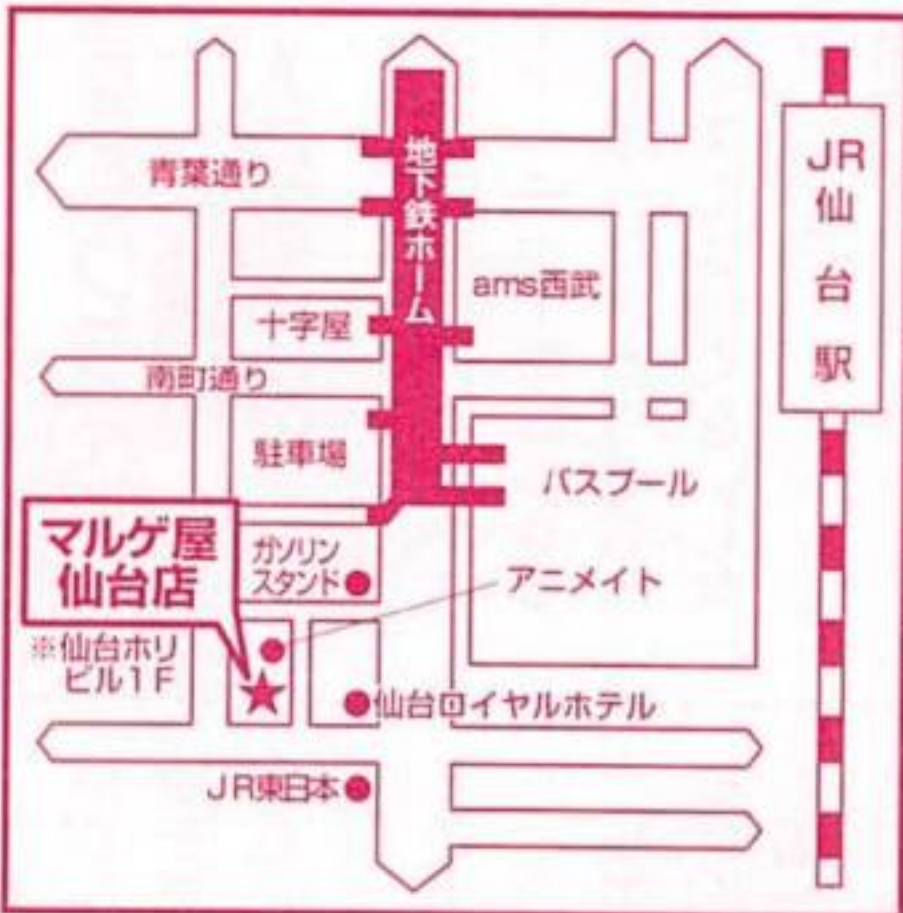 青葉通り
地下鉄ホーム
JR仙台駅
ams西武
十字屋
南町通り
駐車場
バスプール
マルゲ屋
仙台店
ガソリン
スタンド
アニメイト
※仙台ホリ
ビル1F
仙台ロイヤルホテル
JR東日本